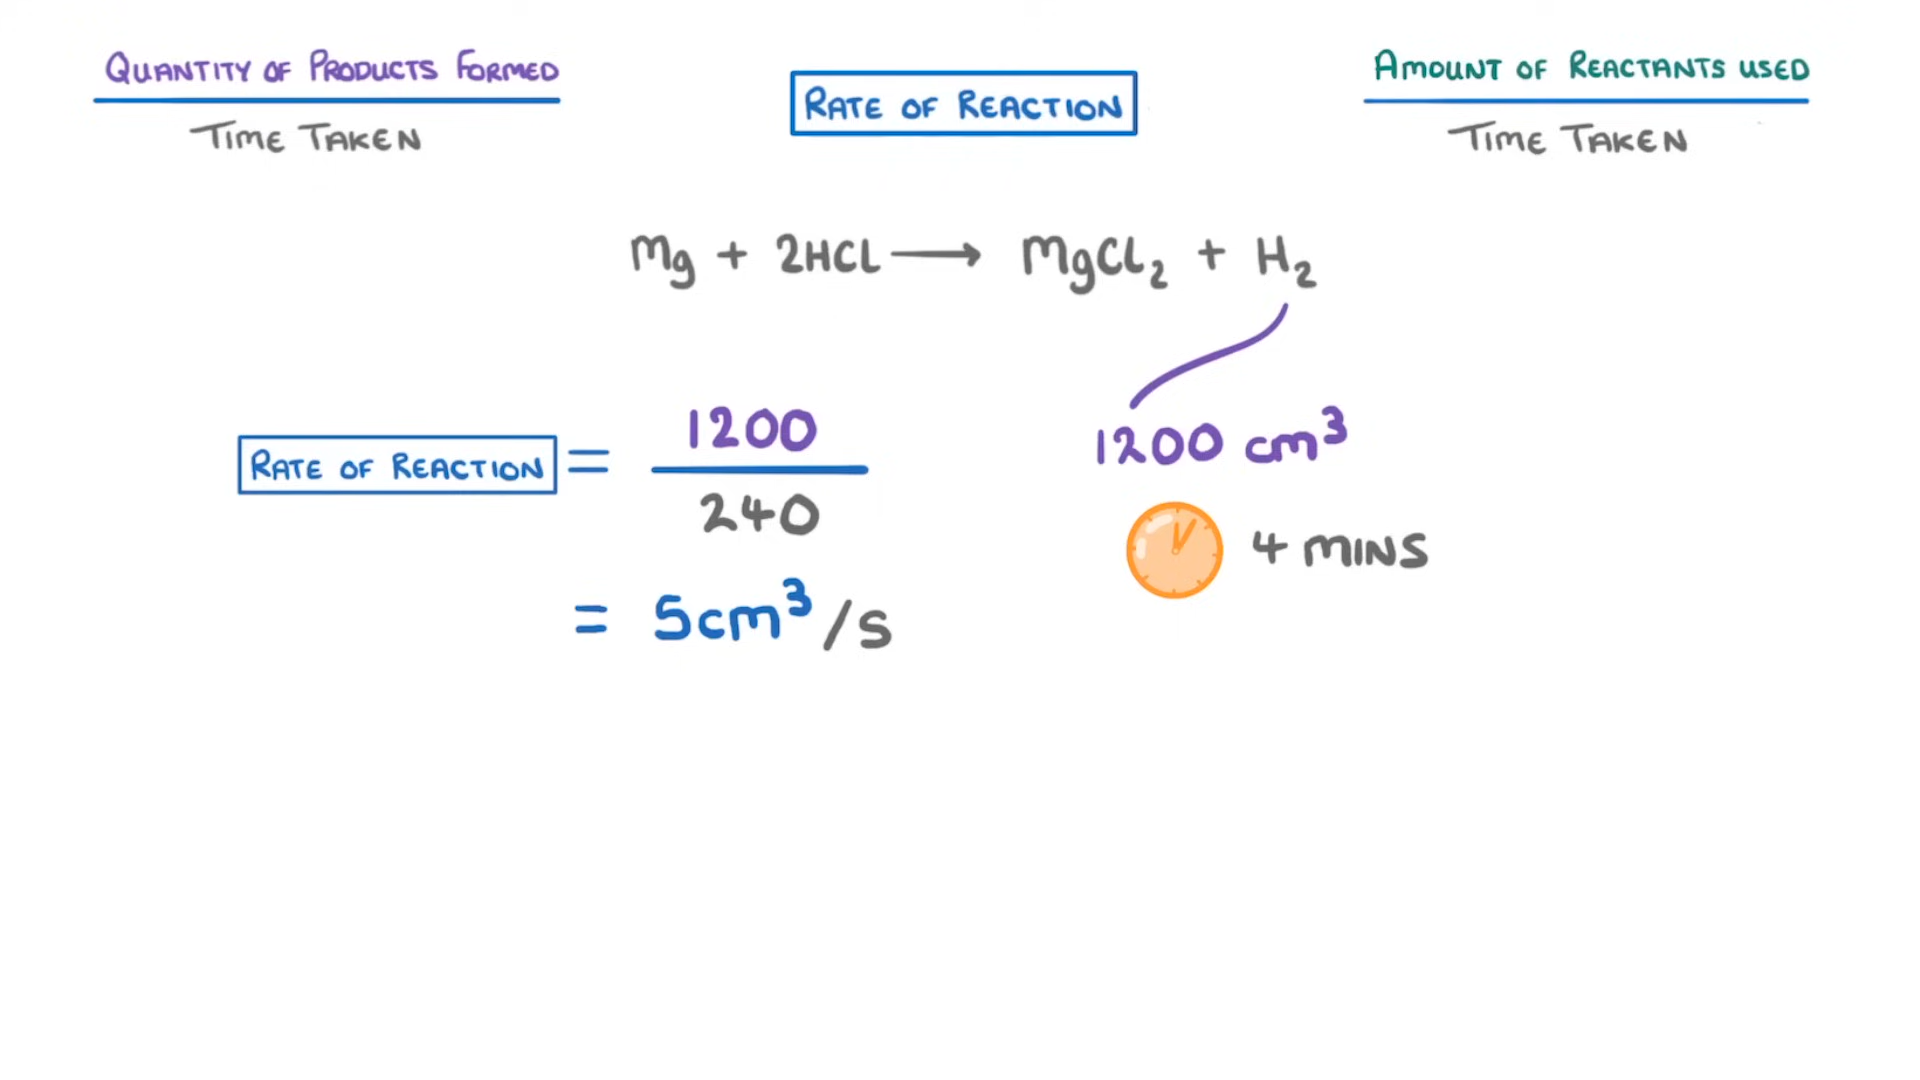 QUANTITY OF PRODUCTS FORMED
TIME TAKEN
RATE OF REACTION
AMOUNT OF REACTANTS USED
TIME TAKEN
Mg + 2HCL ⟶ MgCl₂ + H₂
RATE OF REACTION = 1200
240
= 5cm³/s
1200 cm³
4 MINS